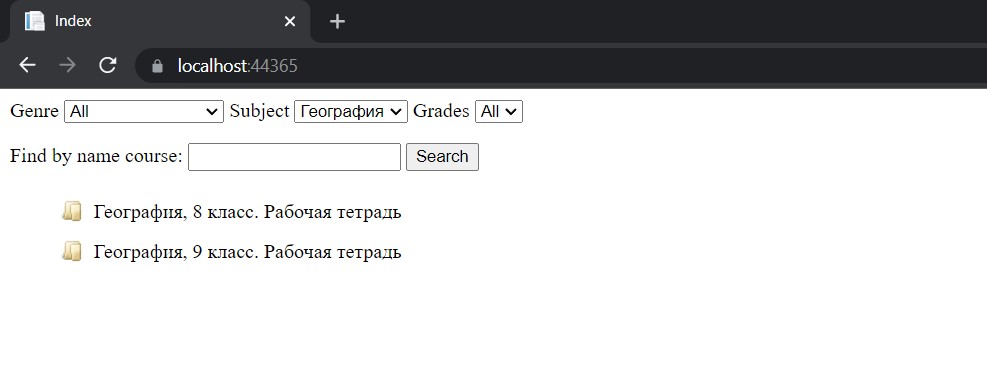 Index
localhost:44365
Genre All Subject География Grades All
Find by name course: Search
География, 8 класс. Рабочая тетрадь
География, 9 класс. Рабочая тетрадь